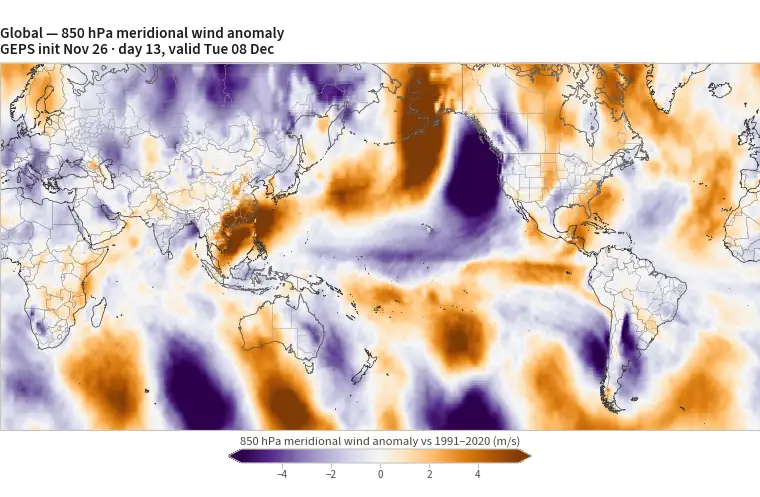 Global — 850 hPa meridional wind anomaly
GEPS init Nov 26 · day 13, valid Tue 08 Dec
850 hPa meridional wind anomaly vs 1991–2020 (m/s)
−4 −2 0 2 4